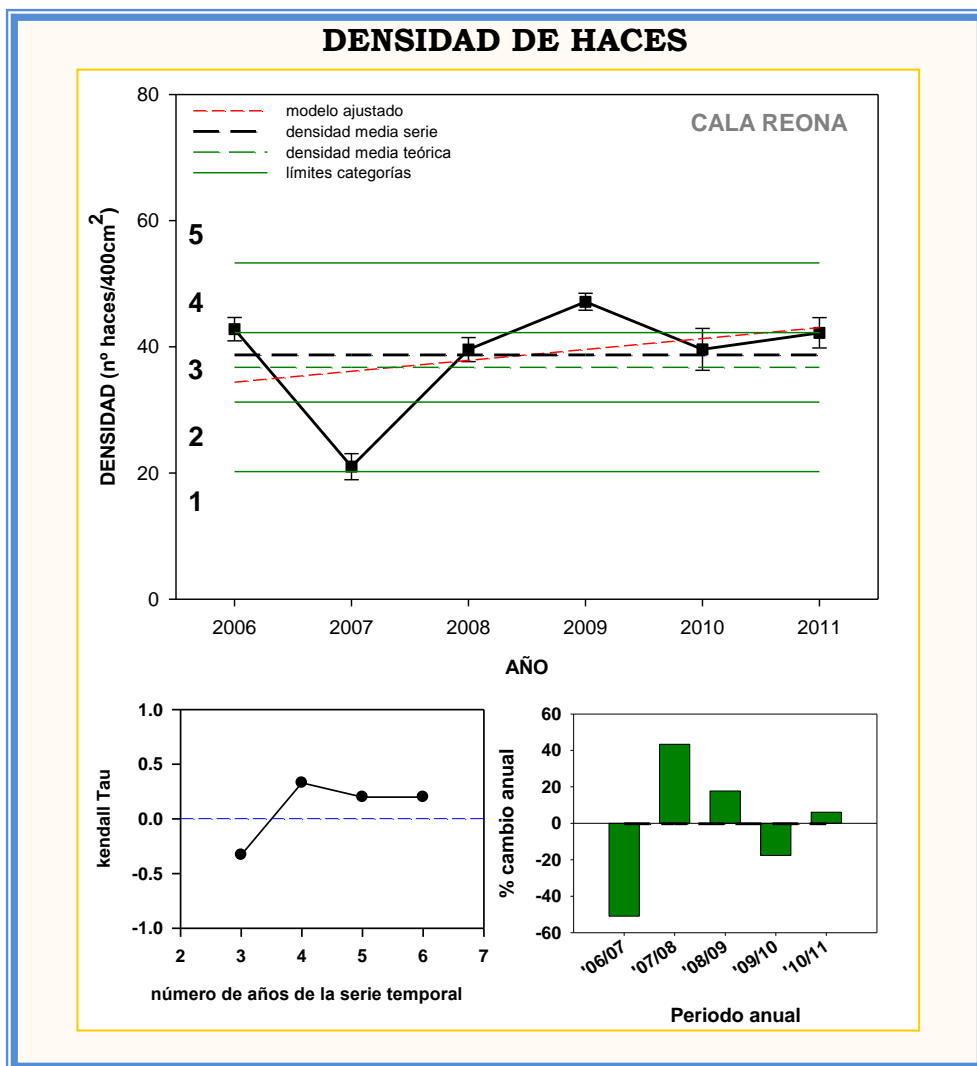 DENSIDAD DE HACES
modelo ajustado
densidad media serie
densidad media teórica
límites categorías
CALA REONA
DENSIDAD (nº haces/400cm²)
80
60
40
20
0
5
4
3
2
1
2006 2007 2008 2009 2010 2011
AÑO
kendall Tau
1.0
0.5
0.0
-0.5
-1.0
2 3 4 5 6 7
número de años de la serie temporal
% cambio anual
60
40
20
0
-20
-40
-60
'06/07 '07/08 '08/09 '09/10 '10/11
Periodo anual